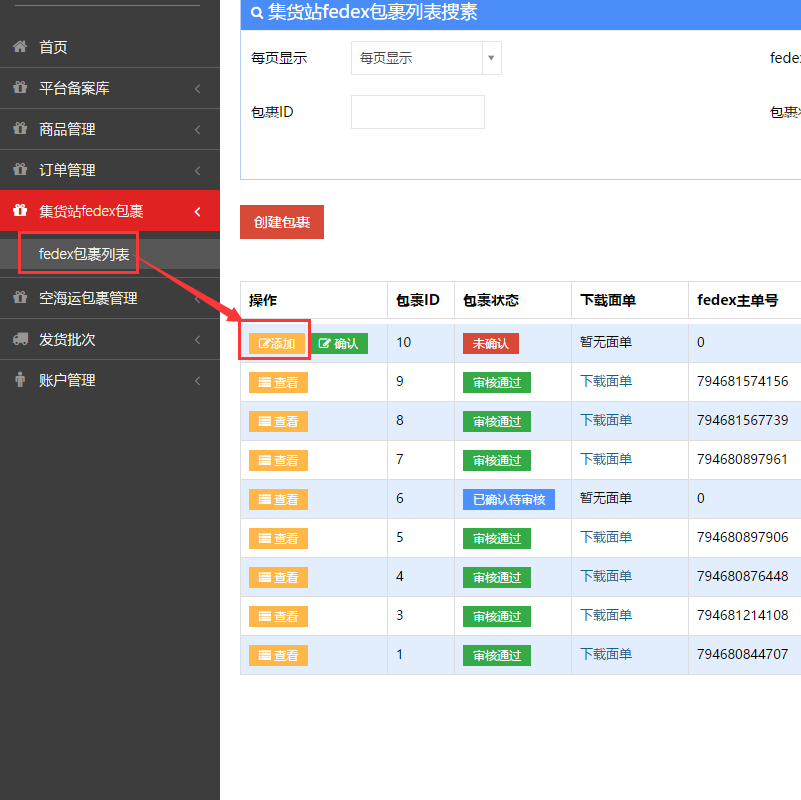 首页
平台备案库
商品管理
订单管理
集货站fedex包裹
fedex包裹列表
空海运包裹管理
发货批次
账户管理
集货站fedex包裹列表搜素
每页显示 每页显示
包裹ID
创建包裹
操作 包裹ID 包裹状态 下载面单 fedex主单号
添加 确认 10 未确认 暂无面单 0
查看 9 审核通过 下载面单 794681574156
查看 8 审核通过 下载面单 794681567739
查看 7 审核通过 下载面单 794680897961
查看 6 已确认待审核 暂无面单 0
查看 5 审核通过 下载面单 794680897906
查看 4 审核通过 下载面单 794680876448
查看 3 审核通过 下载面单 794681214108
查看 1 审核通过 下载面单 794680844707